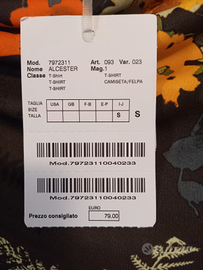 Mod. 7972311 Art. 093 Var. 023
Nome ALCESTER Mag.1
Classe T-Shirt T-SHIRT
T-SHIRT CAMISETA/FELPA
T-SHIRT
TAGLIA USA GB F-B E-P I-J
SIZE S S
TALLA
Mod.79723110040233
Mod.79723110040233
EURO
Prezzo consigliato 79.00